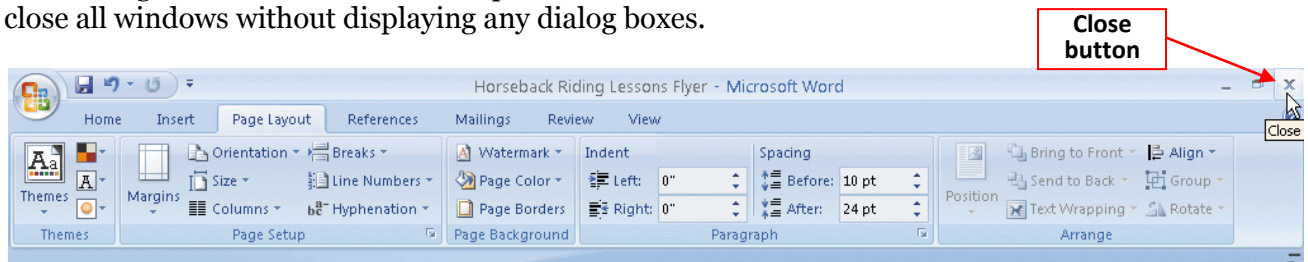 close all windows without displaying any dialog boxes.
Close
button
Horseback Riding Lessons Flyer - Microsoft Word
Close
Home Insert Page Layout References Mailings Review View
Themes
Aa
A
Margins
Orientation
Size
Columns
Breaks
Line Numbers
Hyphenation
Watermark
Page Color
Page Borders
Indent
Left: 0"
Right: 0"
Spacing
Before: 10 pt
After: 24 pt
Position
Bring to Front
Send to Back
Text Wrapping
Align
Group
Rotate
Themes Page Setup Page Background Paragraph Arrange